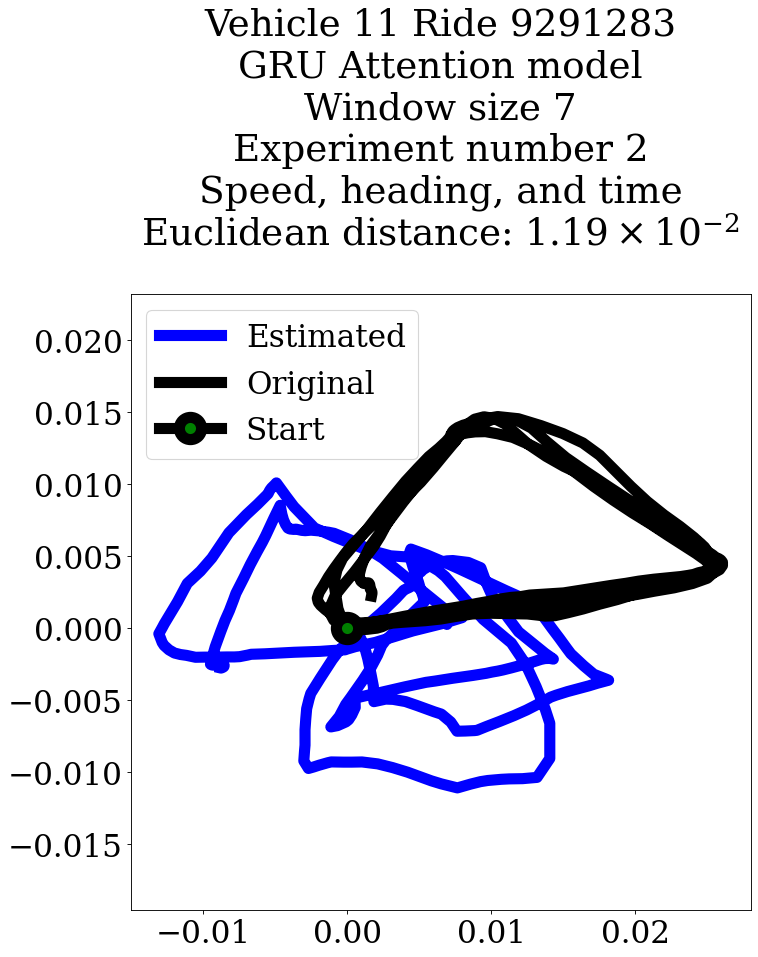 Vehicle 11 Ride 9291283
GRU Attention model
Window size 7
Experiment number 2
Speed, heading, and time
Euclidean distance: 1.19 × 10⁻²
Estimated
Original
Start
0.020
0.015
0.010
0.005
0.000
−0.005
−0.010
−0.015
−0.01 0.00 0.01 0.02